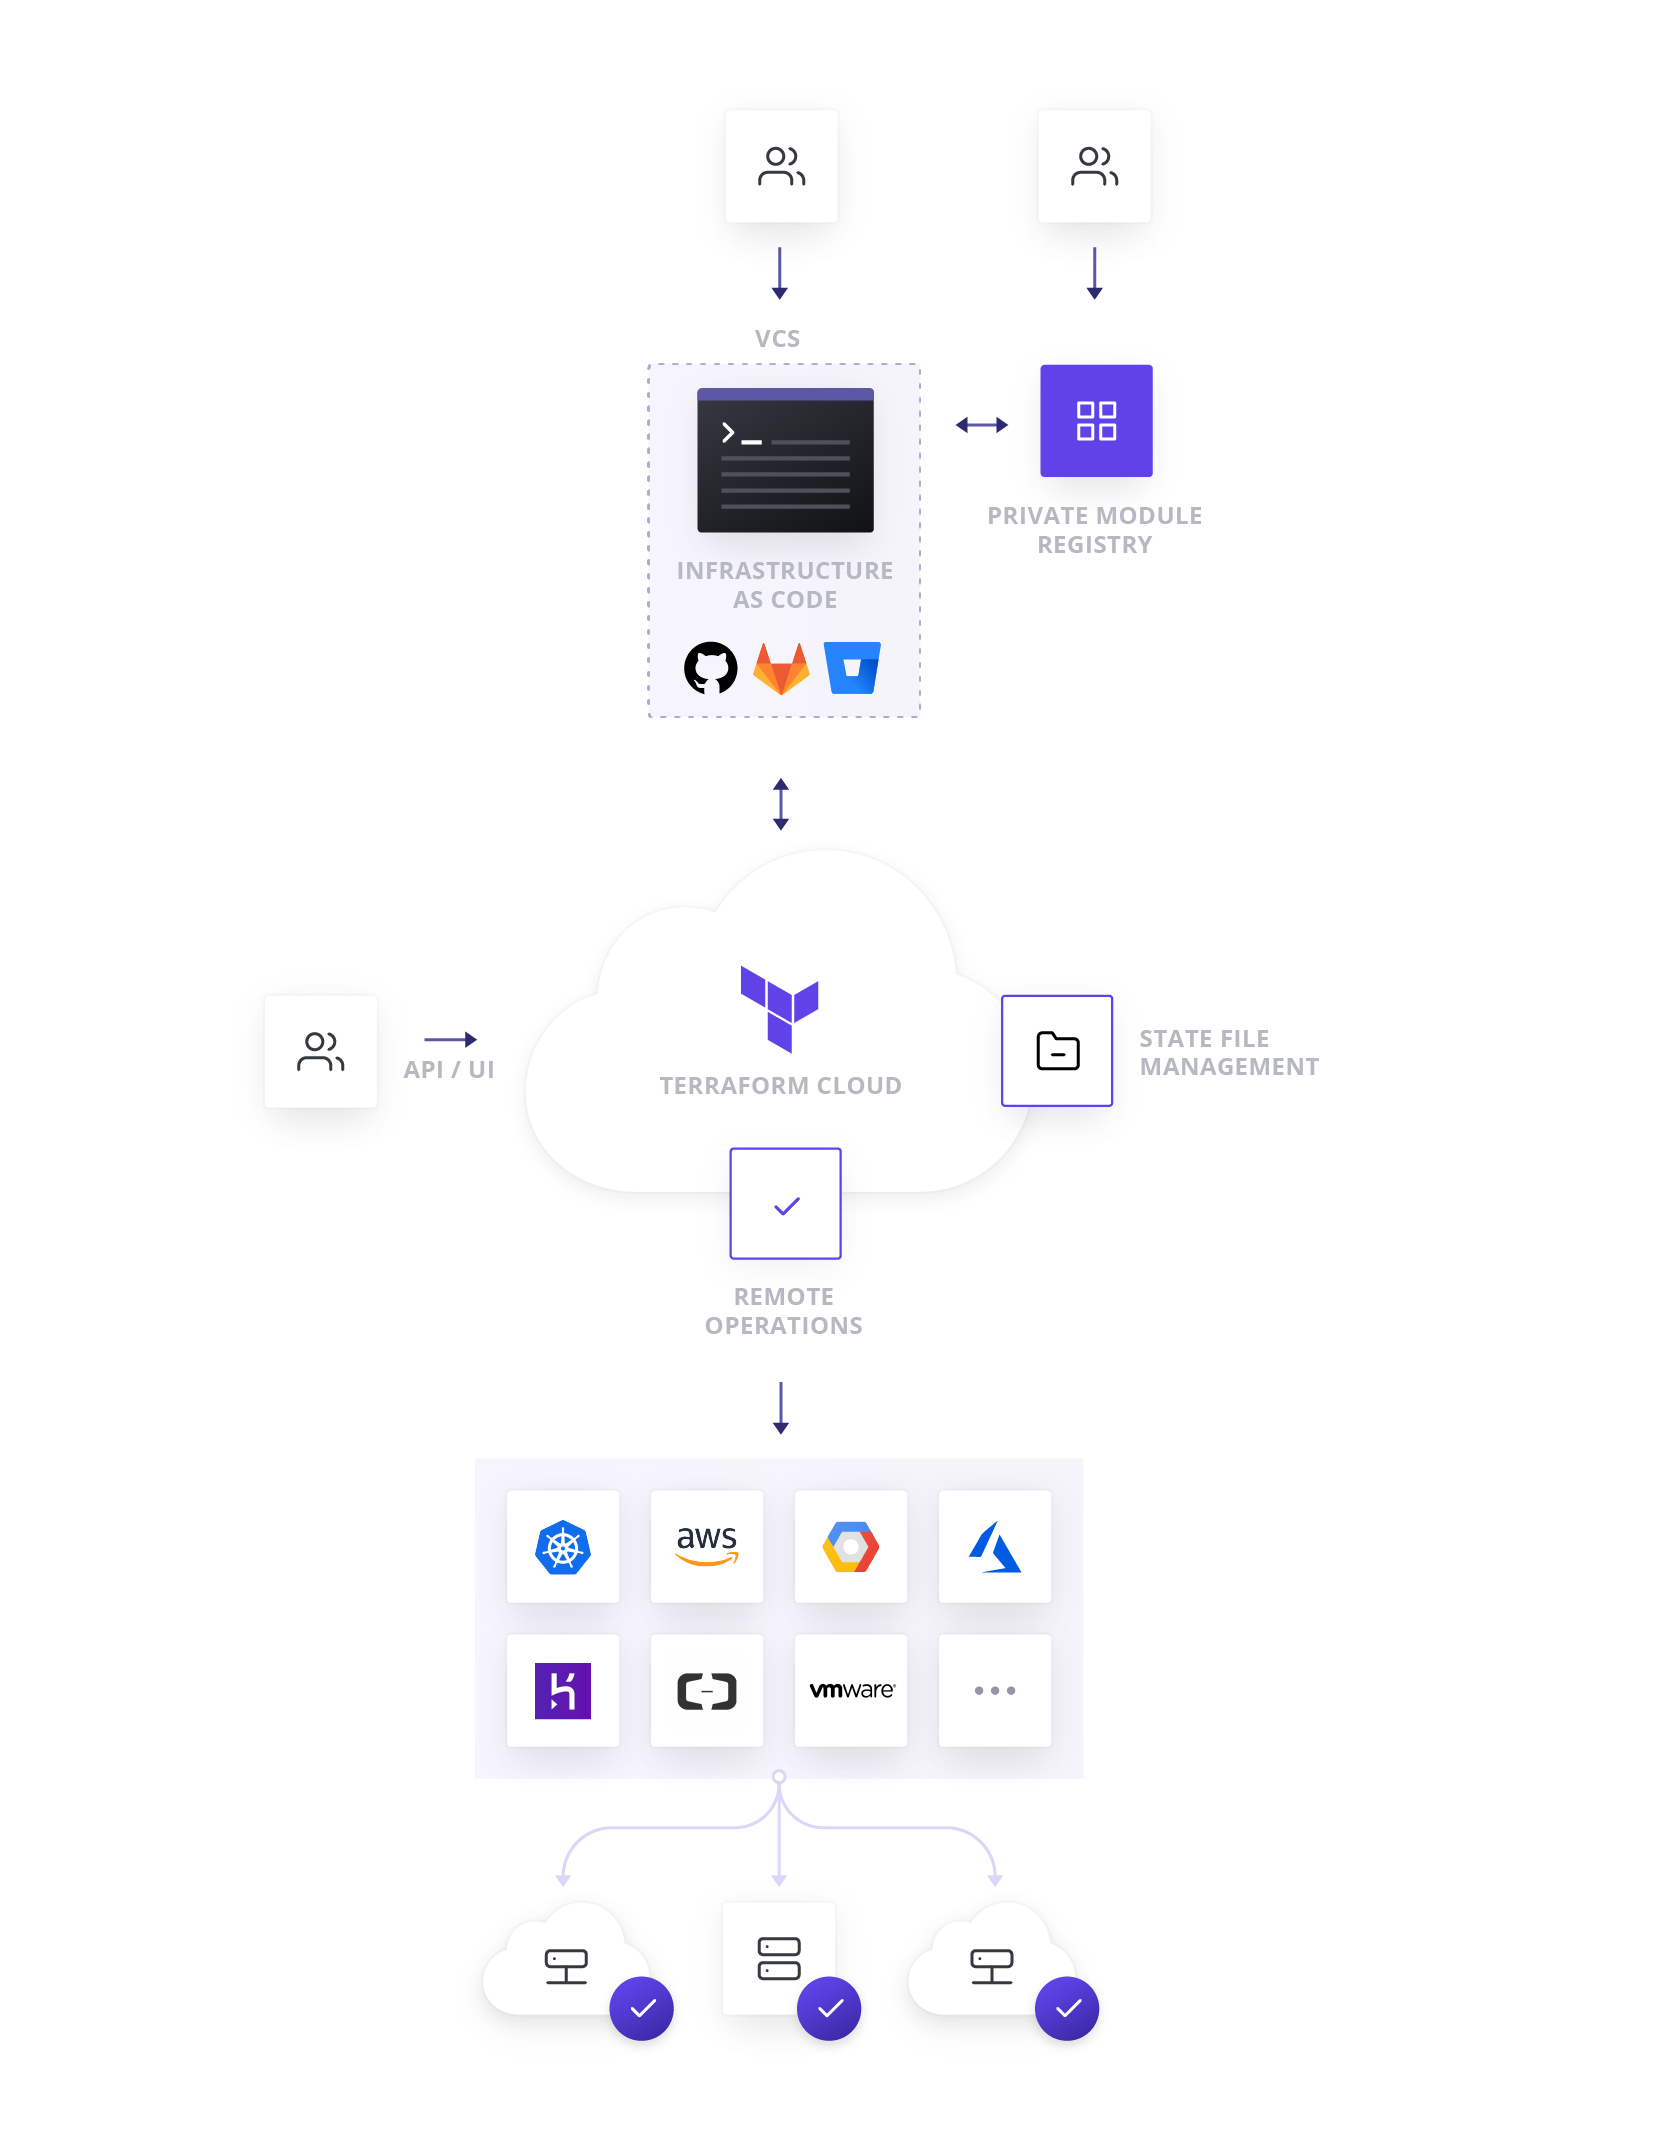 VCS
INFRASTRUCTURE
AS CODE
PRIVATE MODULE
REGISTRY
API / UI
TERRAFORM CLOUD
STATE FILE
MANAGEMENT
REMOTE
OPERATIONS
aws
vmware®